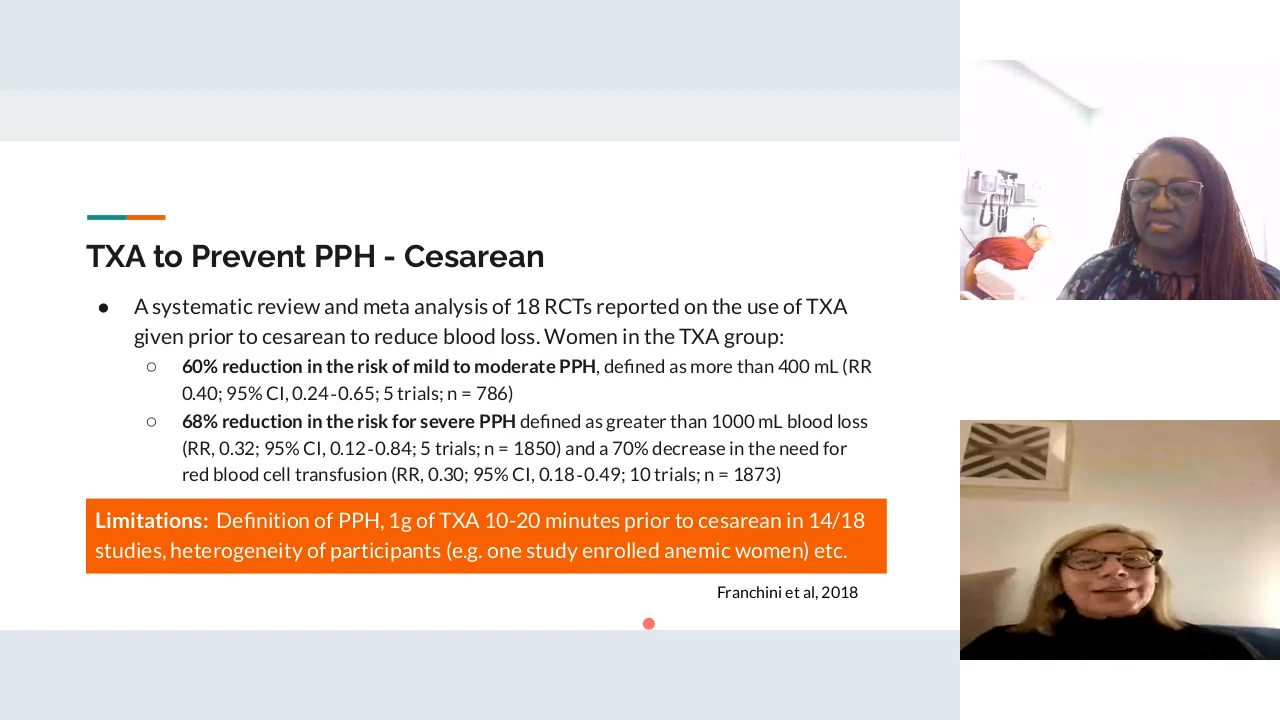 TXA to Prevent PPH - Cesarean
● A systematic review and meta analysis of 18 RCTs reported on the use of TXA
given prior to cesarean to reduce blood loss. Women in the TXA group:
○ 60% reduction in the risk of mild to moderate PPH, defined as more than 400 mL (RR
0.40; 95% CI, 0.24-0.65; 5 trials; n = 786)
○ 68% reduction in the risk for severe PPH defined as greater than 1000 mL blood loss
(RR, 0.32; 95% CI, 0.12-0.84; 5 trials; n = 1850) and a 70% decrease in the need for
red blood cell transfusion (RR, 0.30; 95% CI, 0.18-0.49; 10 trials; n = 1873)
Limitations: Definition of PPH, 1g of TXA 10-20 minutes prior to cesarean in 14/18
studies, heterogeneity of participants (e.g. one study enrolled anemic women) etc.
Franchini et al, 2018